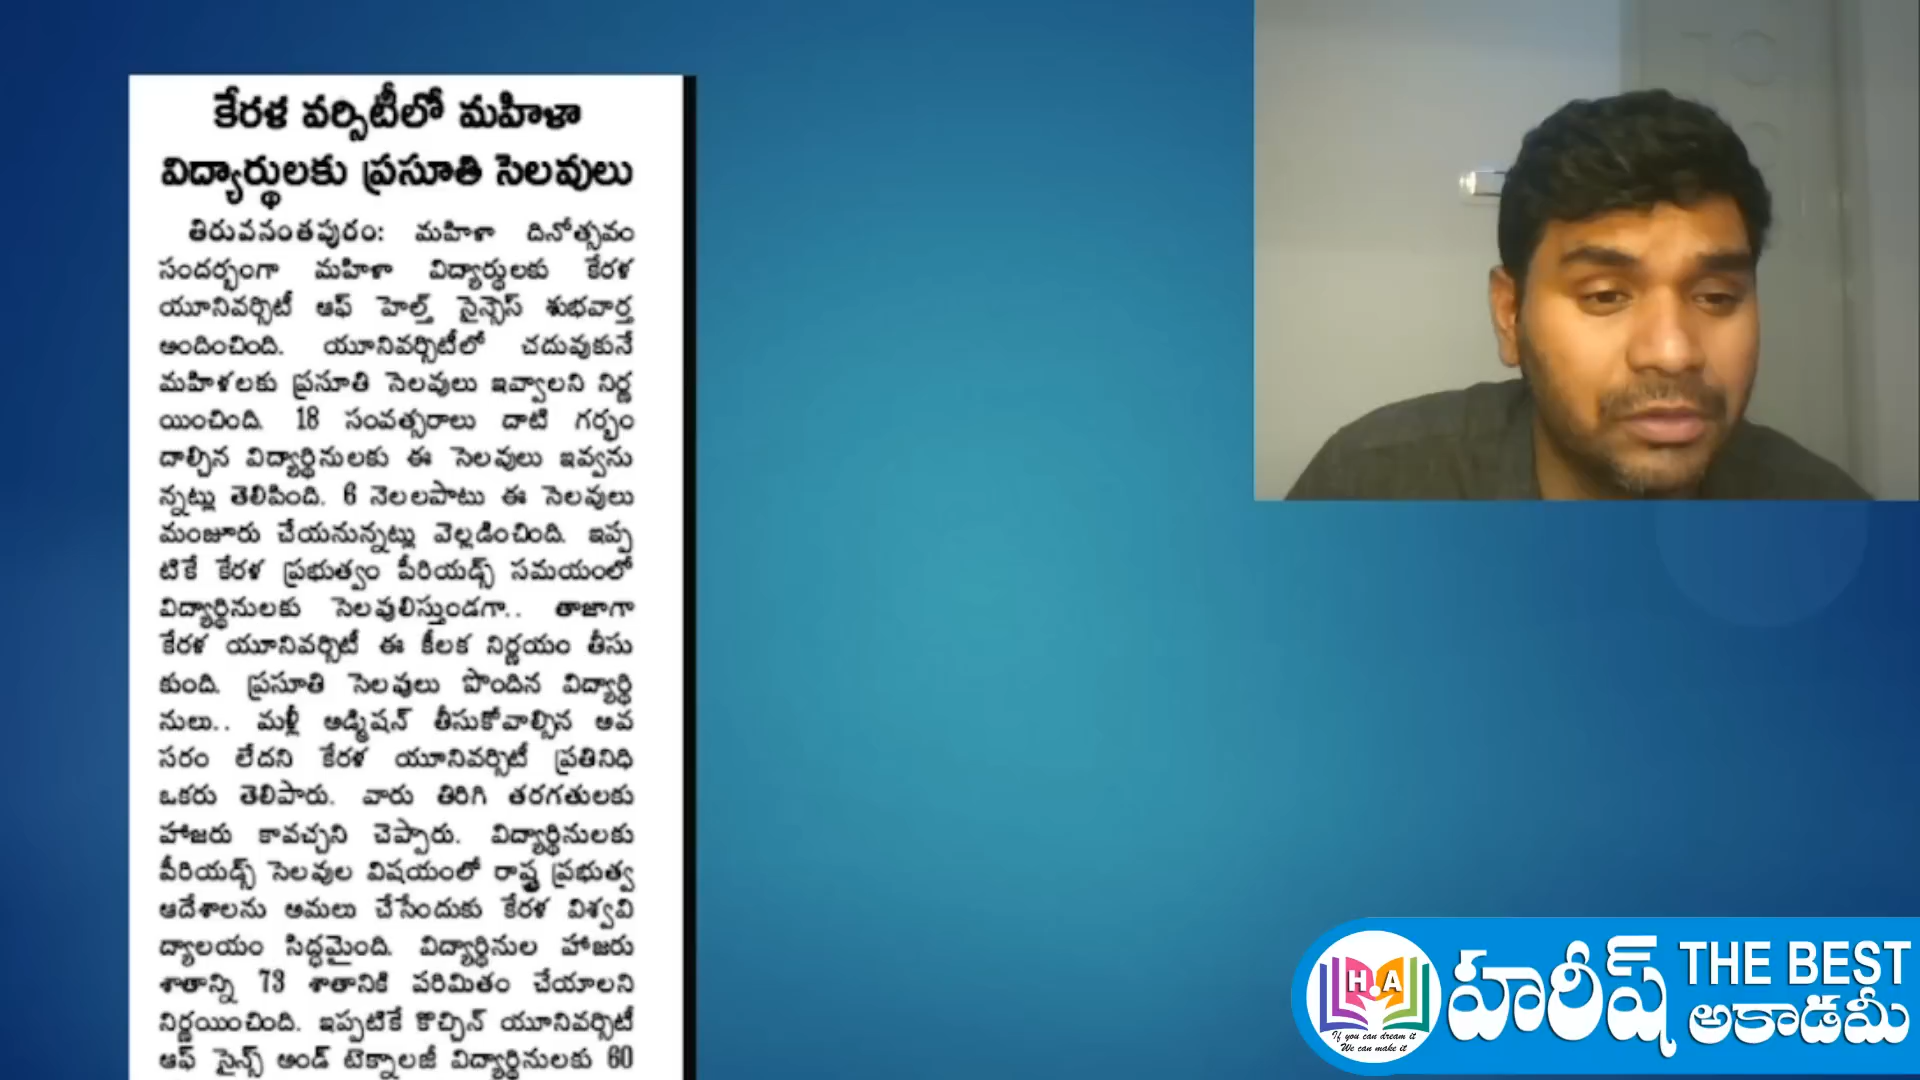 కేరళ వర్సిటీలో మహిళా
విద్యార్థులకు ప్రసూతి సెలవులు
తిరువనంతపురం: మహిళా దినోత్సవం
సందర్భంగా మహిళా విద్యార్థులకు కేరళ
యూనివర్సిటీ ఆఫ్ హెల్త్ సైన్సెస్ శుభవార్త
అందించింది. యూనివర్సిటీలో చదువుకునే
మహిళలకు ప్రసూతి సెలవులు ఇవ్వాలని నిర్ణ
యించింది. 18 సంవత్సరాలు దాటి గర్భం
దాల్చిన విద్యార్థినులకు ఈ సెలవులు ఇవ్వను
న్నట్లు తెలిపింది. 6 నెలలపాటు ఈ సెలవులు
మంజూరు చేయనున్నట్లు వెల్లడించింది. ఇప్ప
టికే కేరళ ప్రభుత్వం పీరియడ్స్ సమయంలో
విద్యార్థినులకు సెలవులిస్తుండగా.. తాజాగా
కేరళ యూనివర్సిటీ ఈ కీలక నిర్ణయం తీసు
కుంది. ప్రసూతి సెలవులు పొందిన విద్యార్థి
నులు.. మళ్లీ అడ్మిషన్ తీసుకోవాల్సిన అవ
సరం లేదని కేరళ యూనివర్సిటీ ప్రతినిధి
ఒకరు తెలిపారు. వారు తిరిగి తరగతులకు
హాజరు కావచ్చని చెప్పారు. విద్యార్థినులకు
పీరియడ్స్ సెలవుల విషయంలో రాష్ట్ర ప్రభుత్వ
ఆదేశాలను అమలు చేసేందుకు కేరళ విశ్వవి
ద్యాలయం సిద్ధమైంది. విద్యార్థినుల హాజరు
శాతాన్ని 73 శాతానికి పరిమితం చేయాలని
నిర్ణయించింది. ఇప్పటికే కొచ్చిన్ యూనివర్సిటీ
ఆఫ్ సైన్స్ అండ్ టెక్నాలజీ విద్యార్థినులకు 60
H.A
If you can dream it
We can make it
హరీష్ THE BEST
అకాడమీ